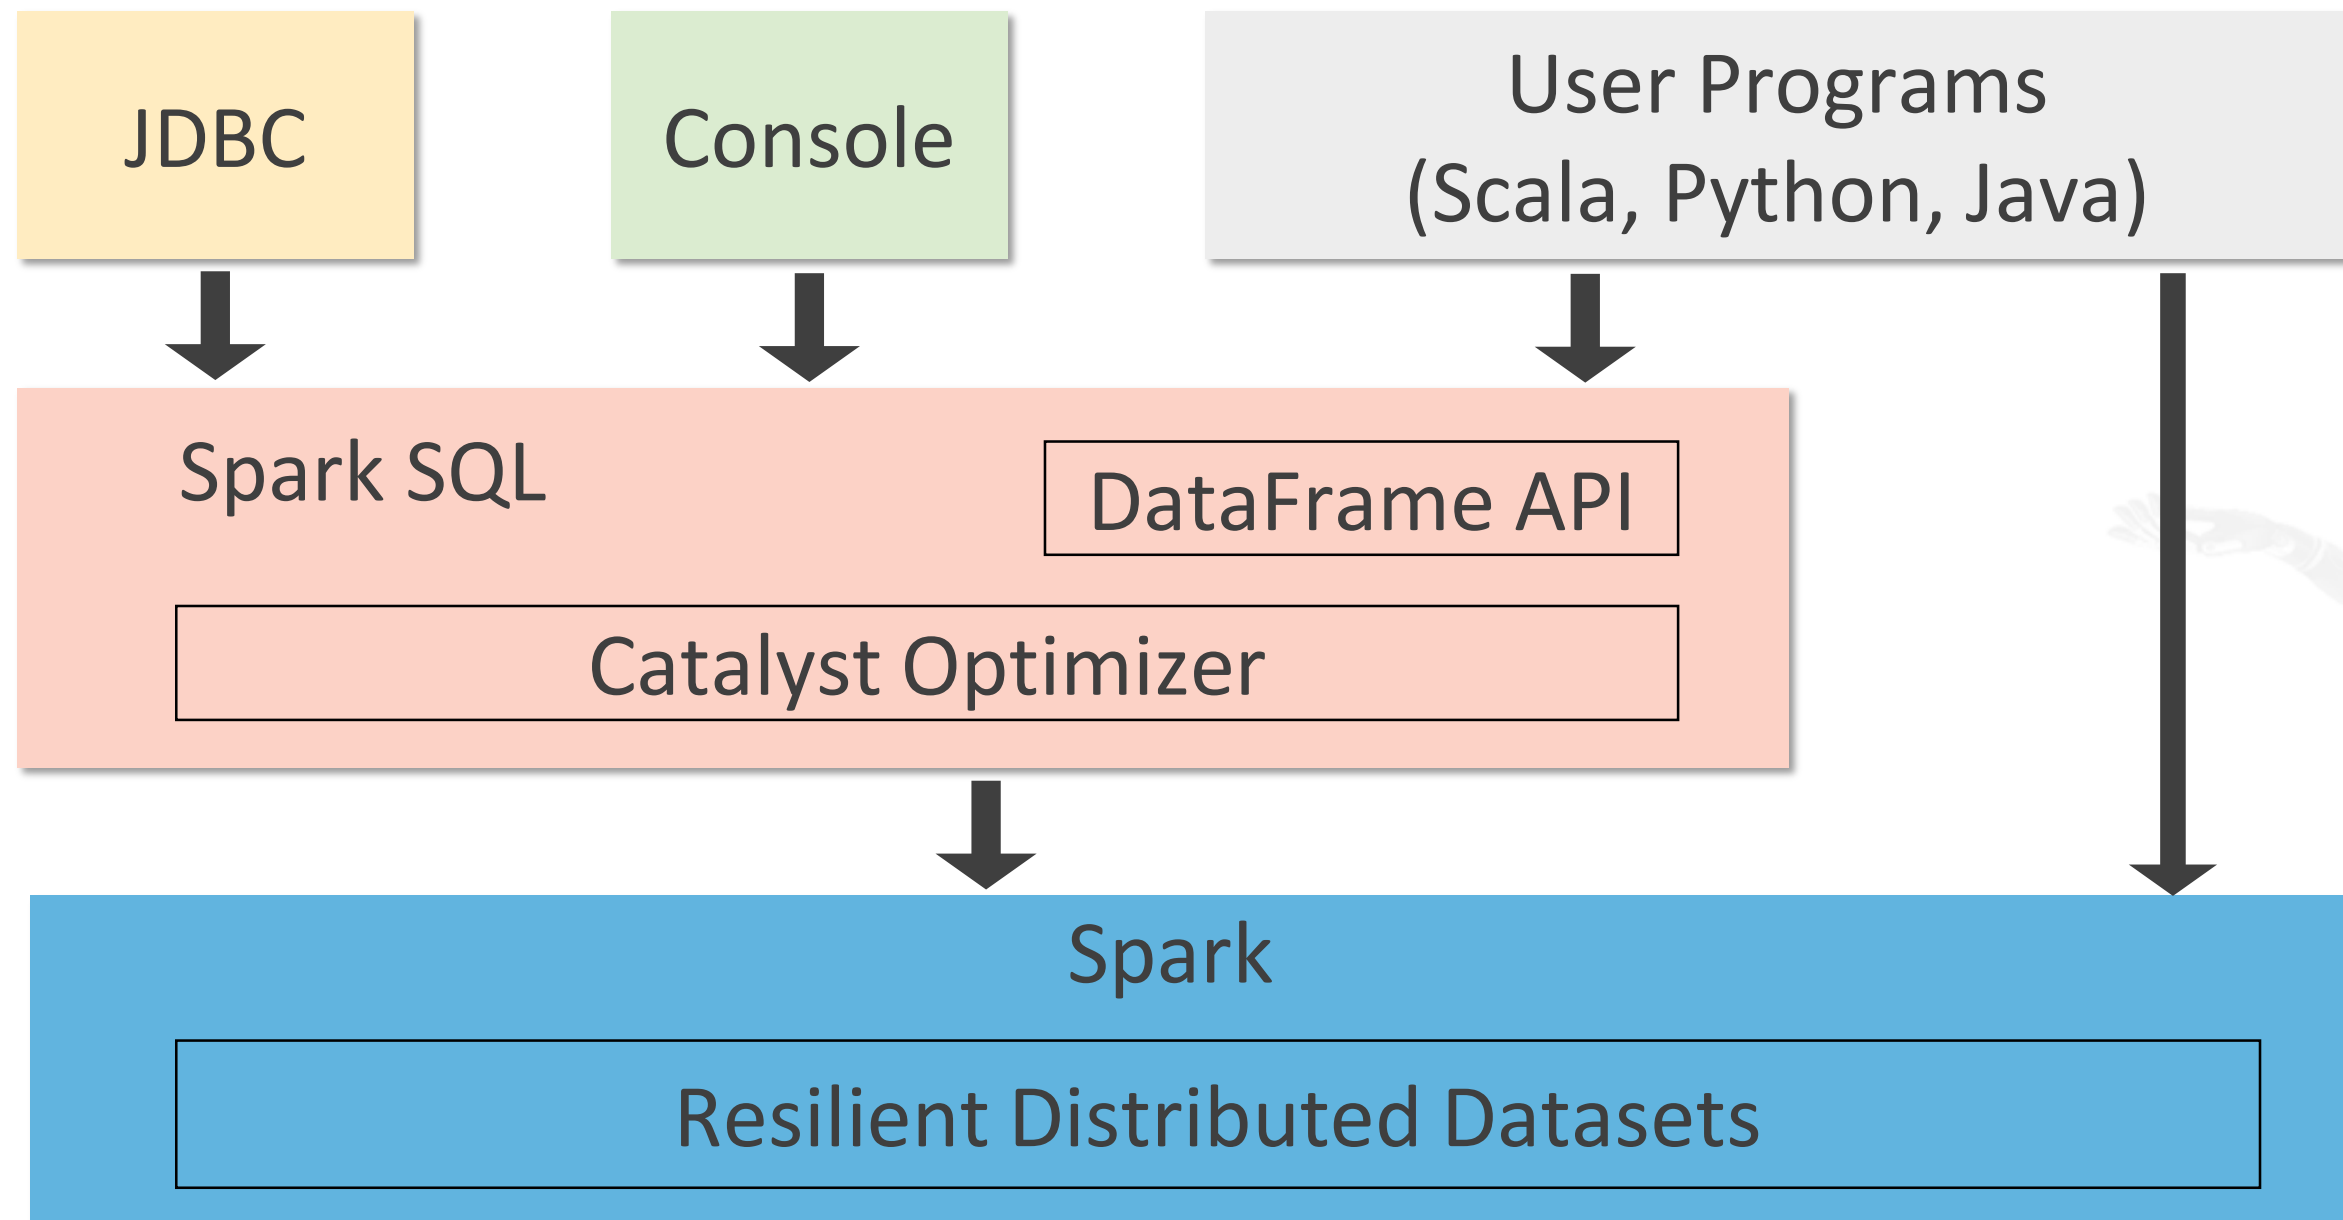 JDBC
Console
User Programs
(Scala, Python, Java)
Spark SQL
DataFrame API
Catalyst Optimizer
Spark
Resilient Distributed Datasets